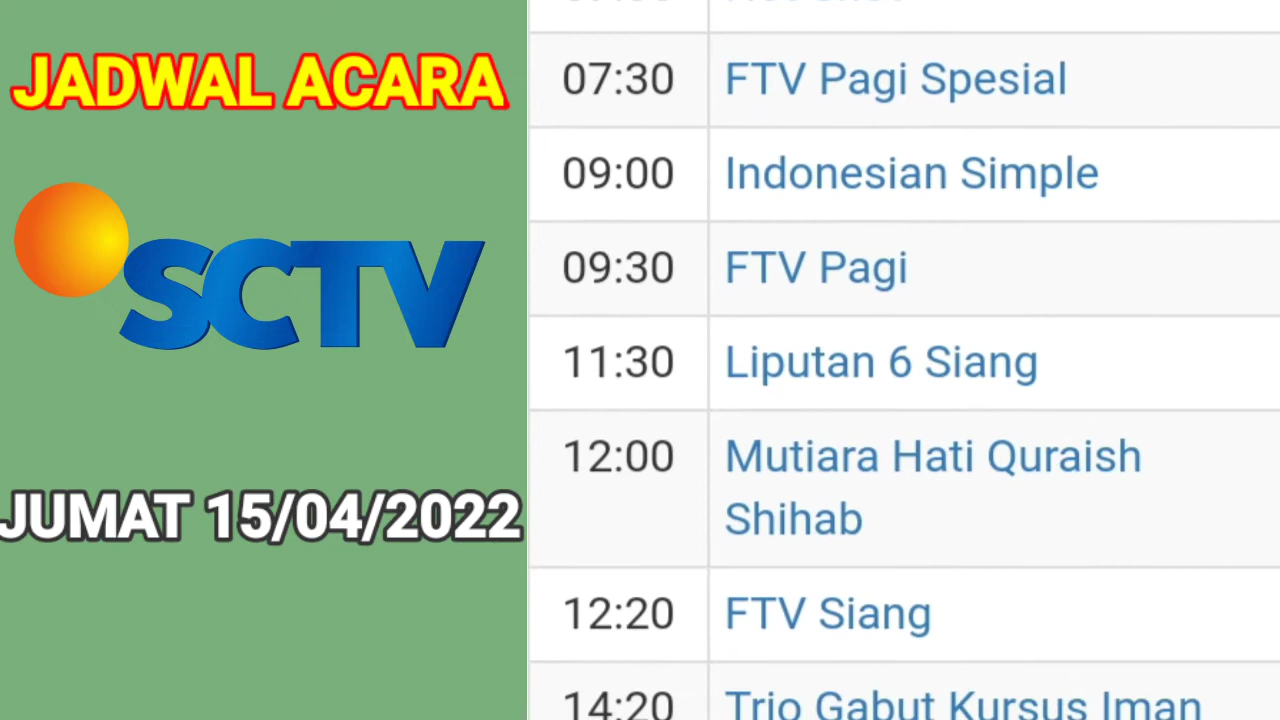 JADWAL ACARA
SCTV
JUMAT 15/04/2022
07:30 FTV Pagi Spesial
09:00 Indonesian Simple
09:30 FTV Pagi
11:30 Liputan 6 Siang
12:00 Mutiara Hati Quraish
Shihab
12:20 FTV Siang
14:20 Trio Gabut Kursus Iman